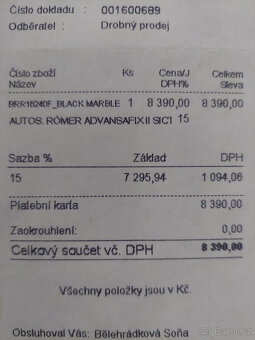 Číslo dokladu : 001600689
Odběratel : Drobný prodej
Číslo zboží Ks Cena/J Celkem
Název DPH% Sleva
BRR1624DF_BLACK MARBLE 1 8 390,00 8 390,00
AUTOS. RÖMER ADVANSAFIX II SICT 15
Sazba % Základ DPH
15 7 295,94 1 094,06
Platební karta 8 390,00
Zaokrouhlení: 0,00
Celkový součet vč. DPH 8 390,00
Všechny položky jsou v Kč.
Obsluhoval Vás: Bělehrádková Soňa